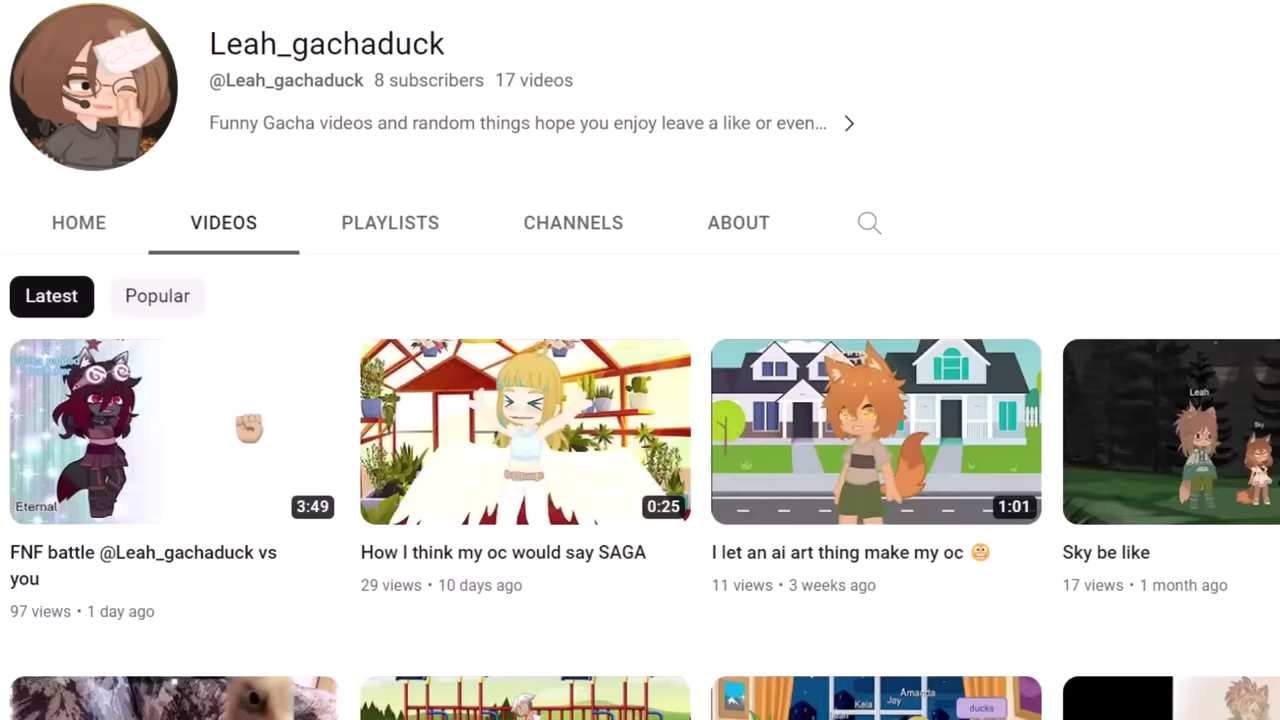 Leah_gachaduck
@Leah_gachaduck 8 subscribers 17 videos
Funny Gacha videos and random things hope you enjoy leave a like or even...
HOME VIDEOS PLAYLISTS CHANNELS ABOUT
Latest Popular
Eternal
3:49
0:25
1:01
Leah
Sky
FNF battle @Leah_gachaduck vs
you
97 views • 1 day ago
How I think my oc would say SAGA
29 views • 10 days ago
I let an ai art thing make my oc 😬
11 views • 3 weeks ago
Sky be like
17 views • 1 month ago
Kela
Jay
Amanda
ducks